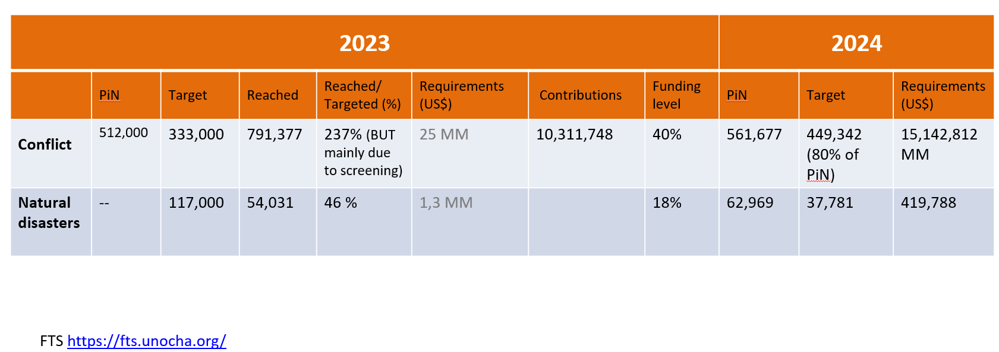 2023
2024
PiN
Target
Reached
Reached/
Targeted (%)
Requirements
(US$)
Contributions
Funding
level
PiN
Target
Requirements
(US$)
Conflict
512,000
333,000
791,377
237% (BUT
mainly due
to screening)
25 MM
10,311,748
40%
561,677
449,342
(80% of
PiN)
15,142,812
MM
Natural
disasters
--
117,000
54,031
46 %
1,3 MM
18%
62,969
37,781
419,788
FTS https://fts.unocha.org/